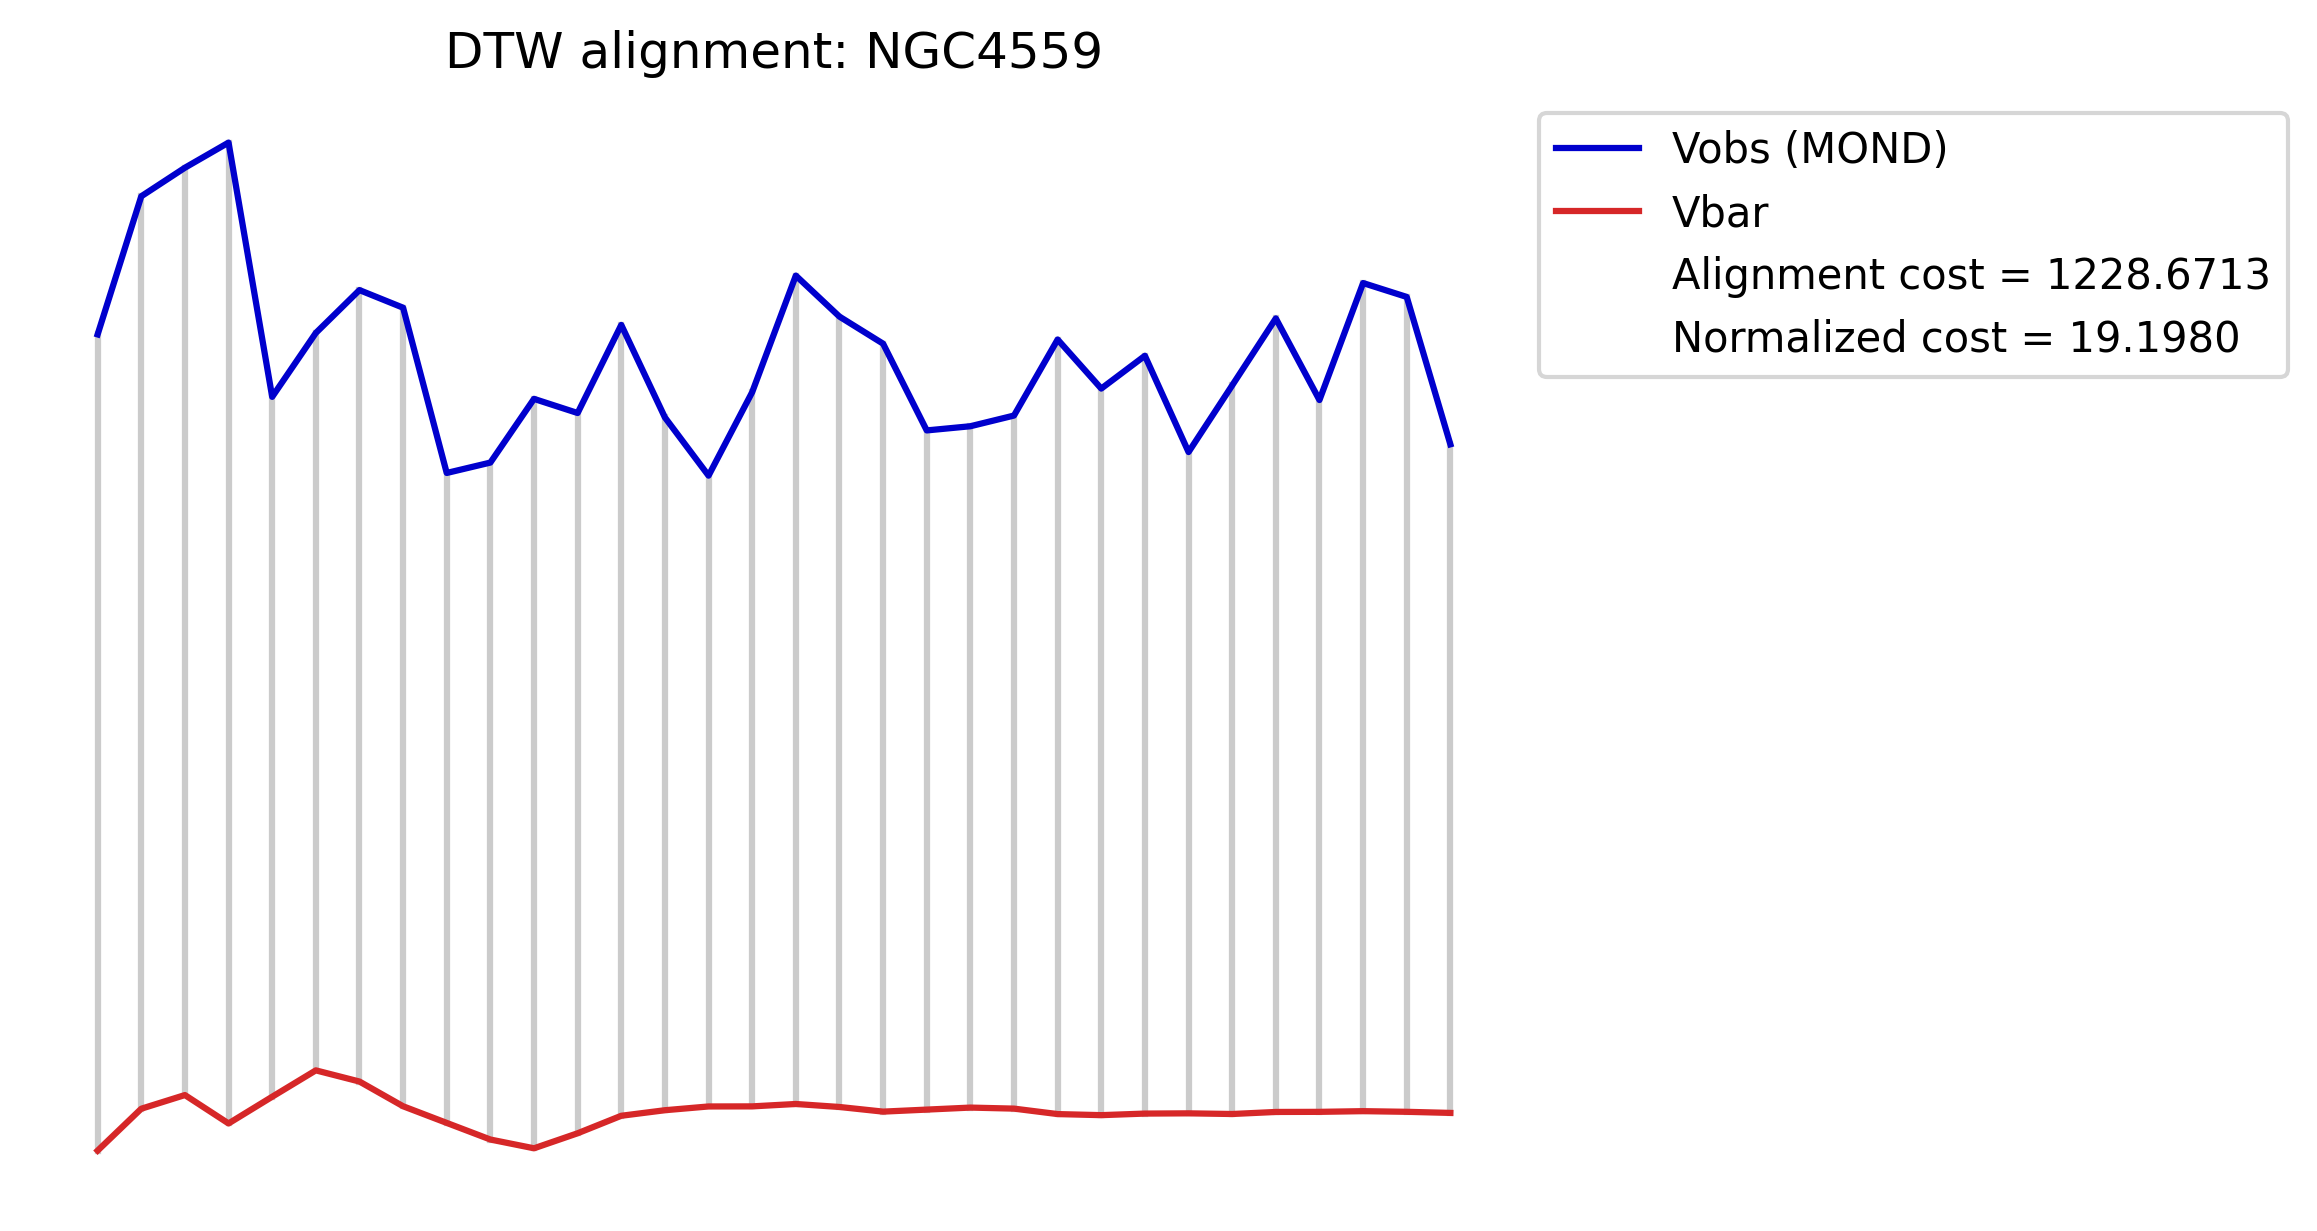 DTW alignment: NGC4559
Vobs (MOND)
Vbar
Alignment cost = 1228.6713
Normalized cost = 19.1980